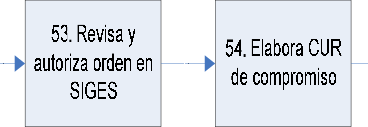 53. Revisa y
autoriza orden en
SIGES
54. Elabora CUR
de compromiso